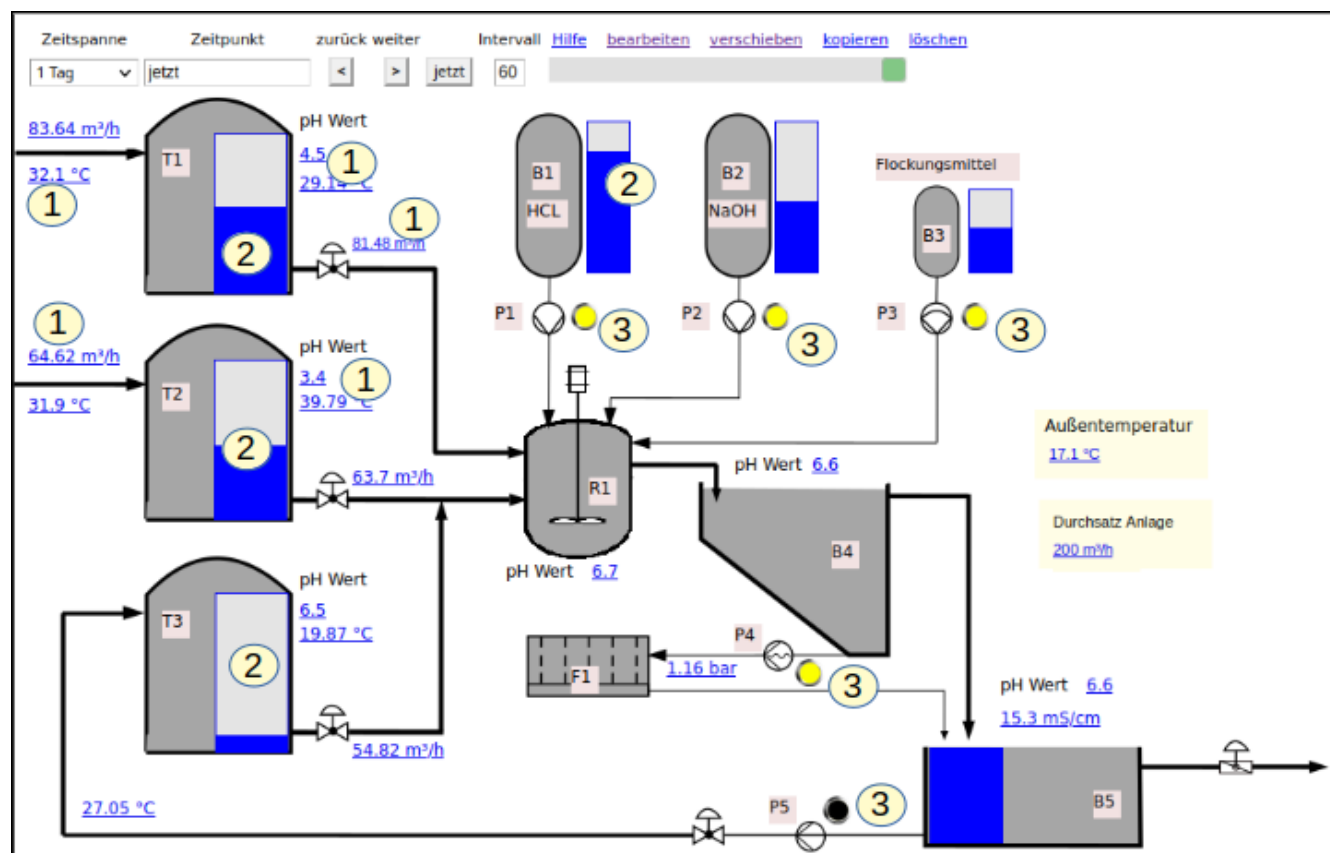 Zeitspanne Zeitpunkt zurück weiter Intervall Hilfe bearbeiten verschieben kopieren löschen
1 Tag jetzt < > jetzt 60
83.64 m³/h
T1
32.1 °C
1
pH Wert
4.5
1
29.14 °C
2
1
81.48 m³/h
B1
HCL
2
B2
NaOH
Flockungsmittel
B3
P1
3
P2
3
P3
3
1
64.62 m³/h
31.9 °C
T2
pH Wert
3.4
1
39.79 °C
2
63.7 m³/h
R1
pH Wert 6.7
pH Wert 6.6
B4
Außentemperatur
17.1 °C
Durchsatz Anlage
200 m³/h
T3
pH Wert
6.5
19.87 °C
2
54.82 m³/h
27.05 °C
F1
P4
1.16 bar
3
pH Wert 6.6
15.3 mS/cm
P5
3
B5